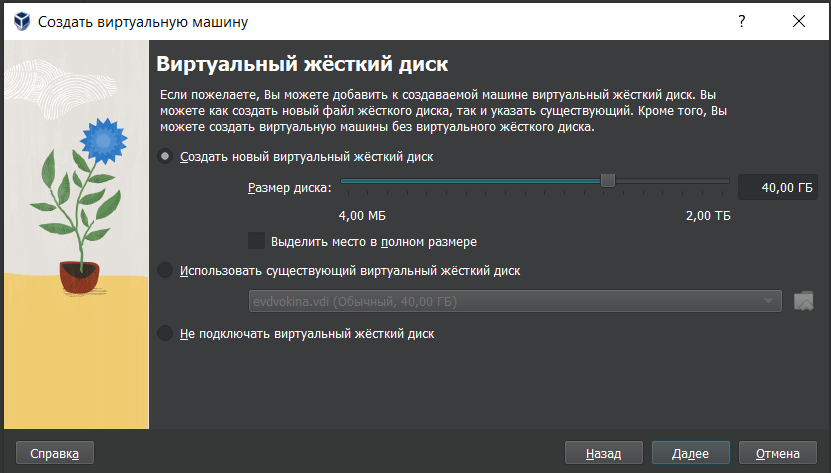 Создать виртуальную машину
?
Виртуальный жёсткий диск
Если пожелаете, Вы можете добавить к создаваемой машине виртуальный жёсткий диск. Вы
можете как создать новый файл жёсткого диска, так и указать существующий. Кроме того, Вы
можете создать виртуальную машины без виртуального жёсткого диска.
Создать новый виртуальный жёсткий диск
Размер диска:
40,00 ГБ
4,00 МБ
2,00 ТБ
Выделить место в полном размере
Использовать существующий виртуальный жёсткий диск
evdvokina.vdi (Обычный, 40,00 ГБ)
Не подключать виртуальный жёсткий диск
Справка
Назад
Далее
Отмена